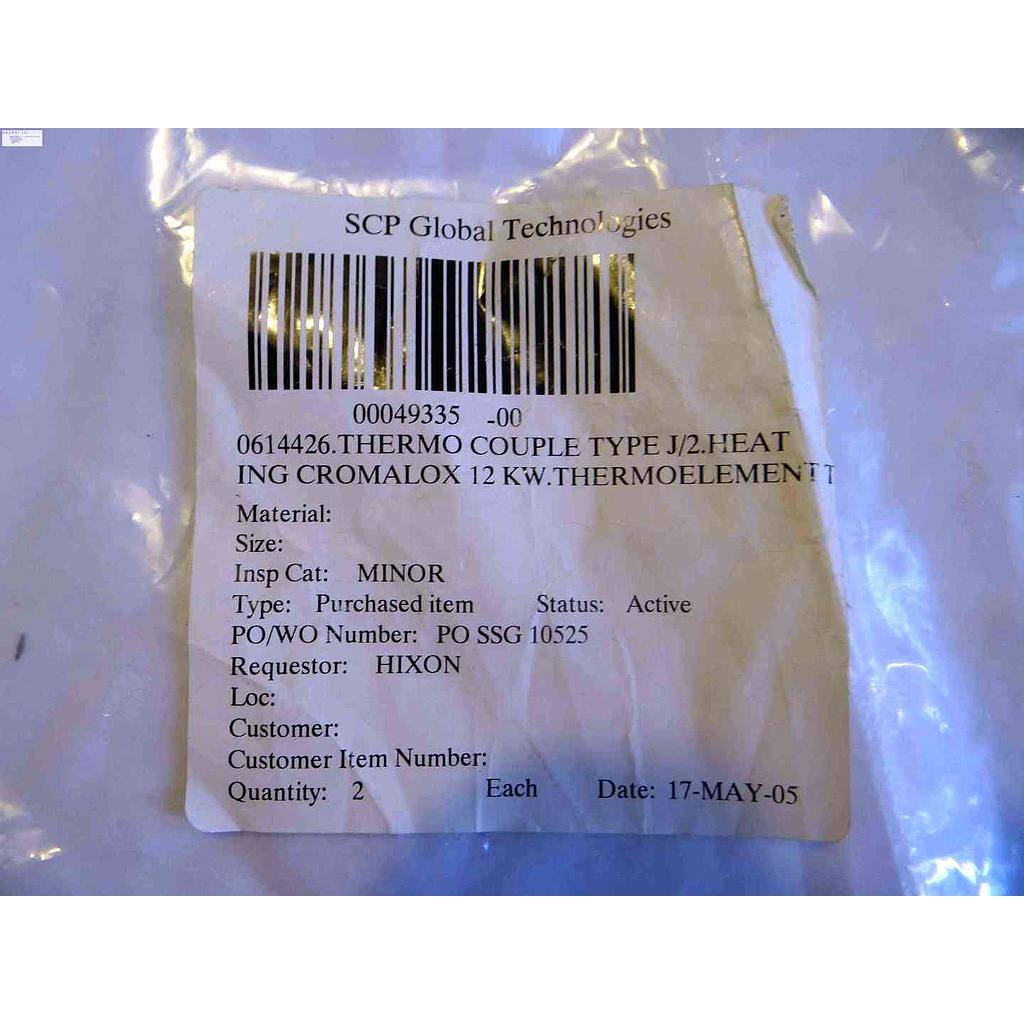 SCP Global Technologies
00049335 -00
0614426.THERMO COUPLE TYPE J/2.HEAT
ING CROMALOX 12 KW.THERMOELEMENT T
Material:
Size:
Insp Cat: MINOR
Type: Purchased item Status: Active
PO/WO Number: PO SSG 10525
Requestor: HIXON
Loc:
Customer:
Customer Item Number:
Quantity: 2 Each Date: 17-MAY-05